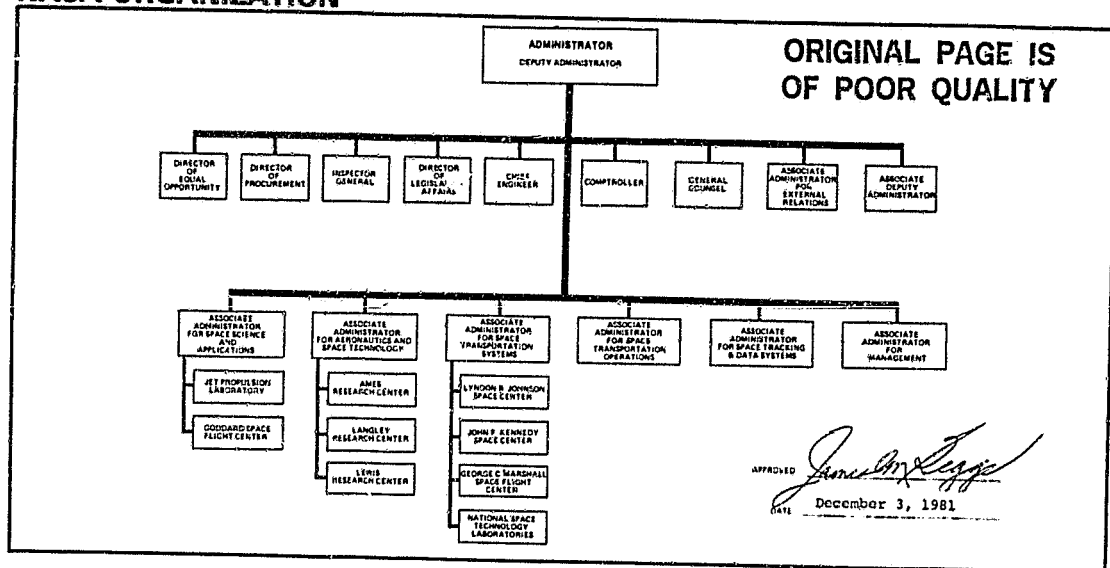 NASA ORGANIZATION
ADMINISTRATOR
DEPUTY ADMINISTRATOR
ORIGINAL PAGE IS
OF POOR QUALITY
DIRECTOR
OF
EQUAL
OPPORTUNITY
DIRECTOR
OF
PROCUREMENT
INSPECTOR
GENERAL
DIRECTOR
OF
AFFAIRS
CHIEF
ENGINEER
COMPTROLLER
GENERAL
COUNSEL
ASSOCIATE
ADMINISTRATOR
FOR
EXTERNAL
RELATIONS
ASSOCIATE
DEPUTY
ADMINISTRATOR
ASSOCIATE
ADMINISTRATOR
FOR SPACE SCIENCE
AND
APPLICATIONS
JET PROPULSION
LABORATORY
GODDARD SPACE
FLIGHT CENTER
ASSOCIATE
ADMINISTRATOR
FOR AERONAUTICS AND
SPACE TECHNOLOGY
AMES
RESEARCH CENTER
LANGLEY
RESEARCH CENTER
LEWIS
RESEARCH CENTER
ASSOCIATE
ADMINISTRATOR
FOR SPACE
TRANSPORTATION
SYSTEMS
LYNDON B JOHNSON
SPACE CENTER
JOHN F. KENNEDY
SPACE CENTER
GEORGE C MARSHALL
SPACE FLIGHT
CENTER
NATIONAL SPACE
TECHNOLOGY
LABORATORIES
ASSOCIATE
ADMINISTRATOR
FOR SPACE
TRANSPORTATION
OPERATIONS
ASSOCIATE
ADMINISTRATOR
FOR SPACE TRACKING
& DATA SYSTEMS
ASSOCIATE
ADMINISTRATOR
FOR
MANAGEMENT
APPROVED James M Beggs
DATE December 3, 1981